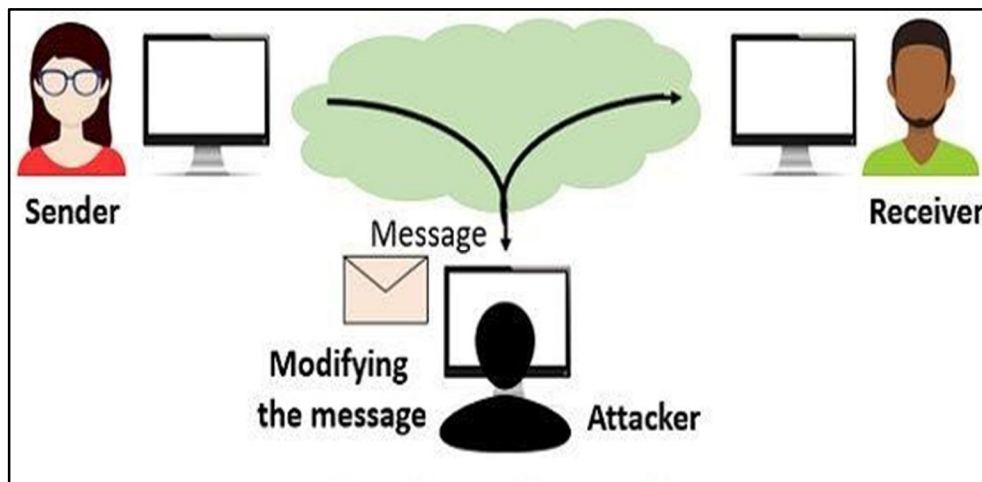 Sender
Receiver
Message
Modifying
the message
Attacker